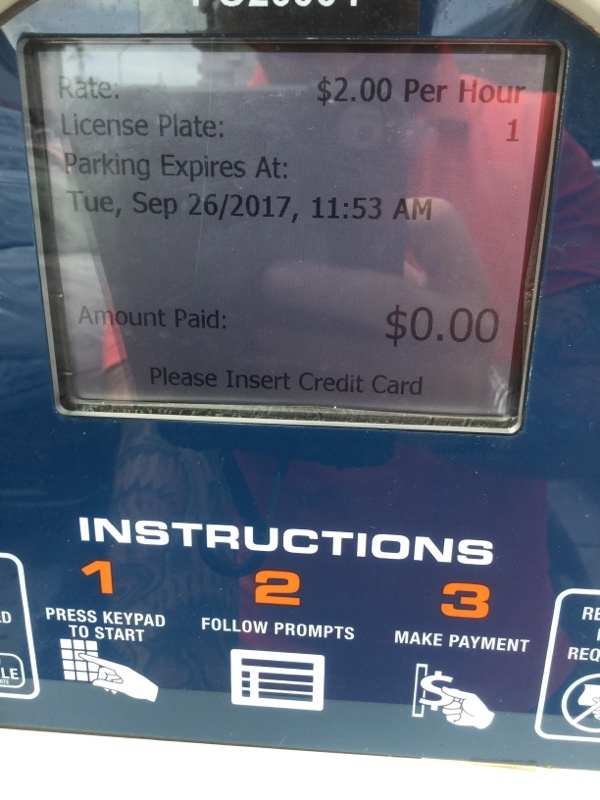 Rate: $2.00 Per Hour
License Plate: 1
Parking Expires At:
Tue, Sep 26/2017, 11:53 AM
Amount Paid: $0.00
Please Insert Credit Card
INSTRUCTIONS
1 2 3
PRESS KEYPAD
TO START
FOLLOW PROMPTS
MAKE PAYMENT
$